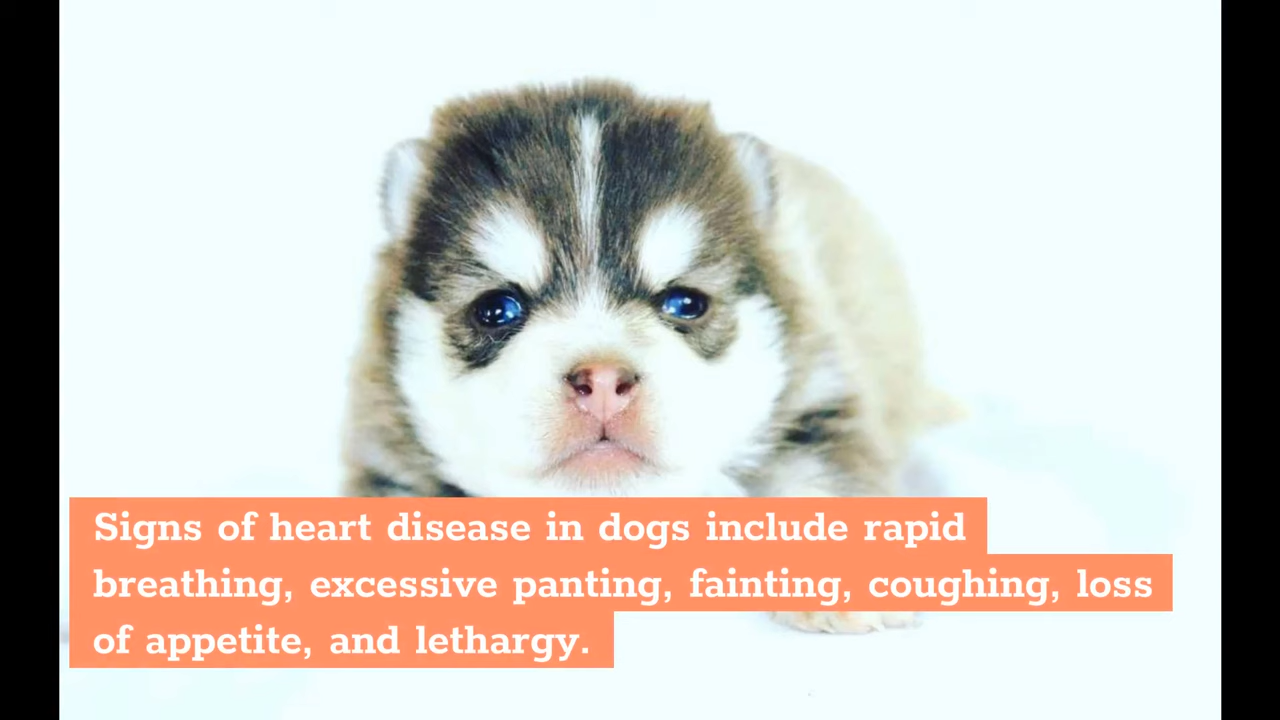 Signs of heart disease in dogs include rapid
breathing, excessive panting, fainting, coughing, loss
of appetite, and lethargy.